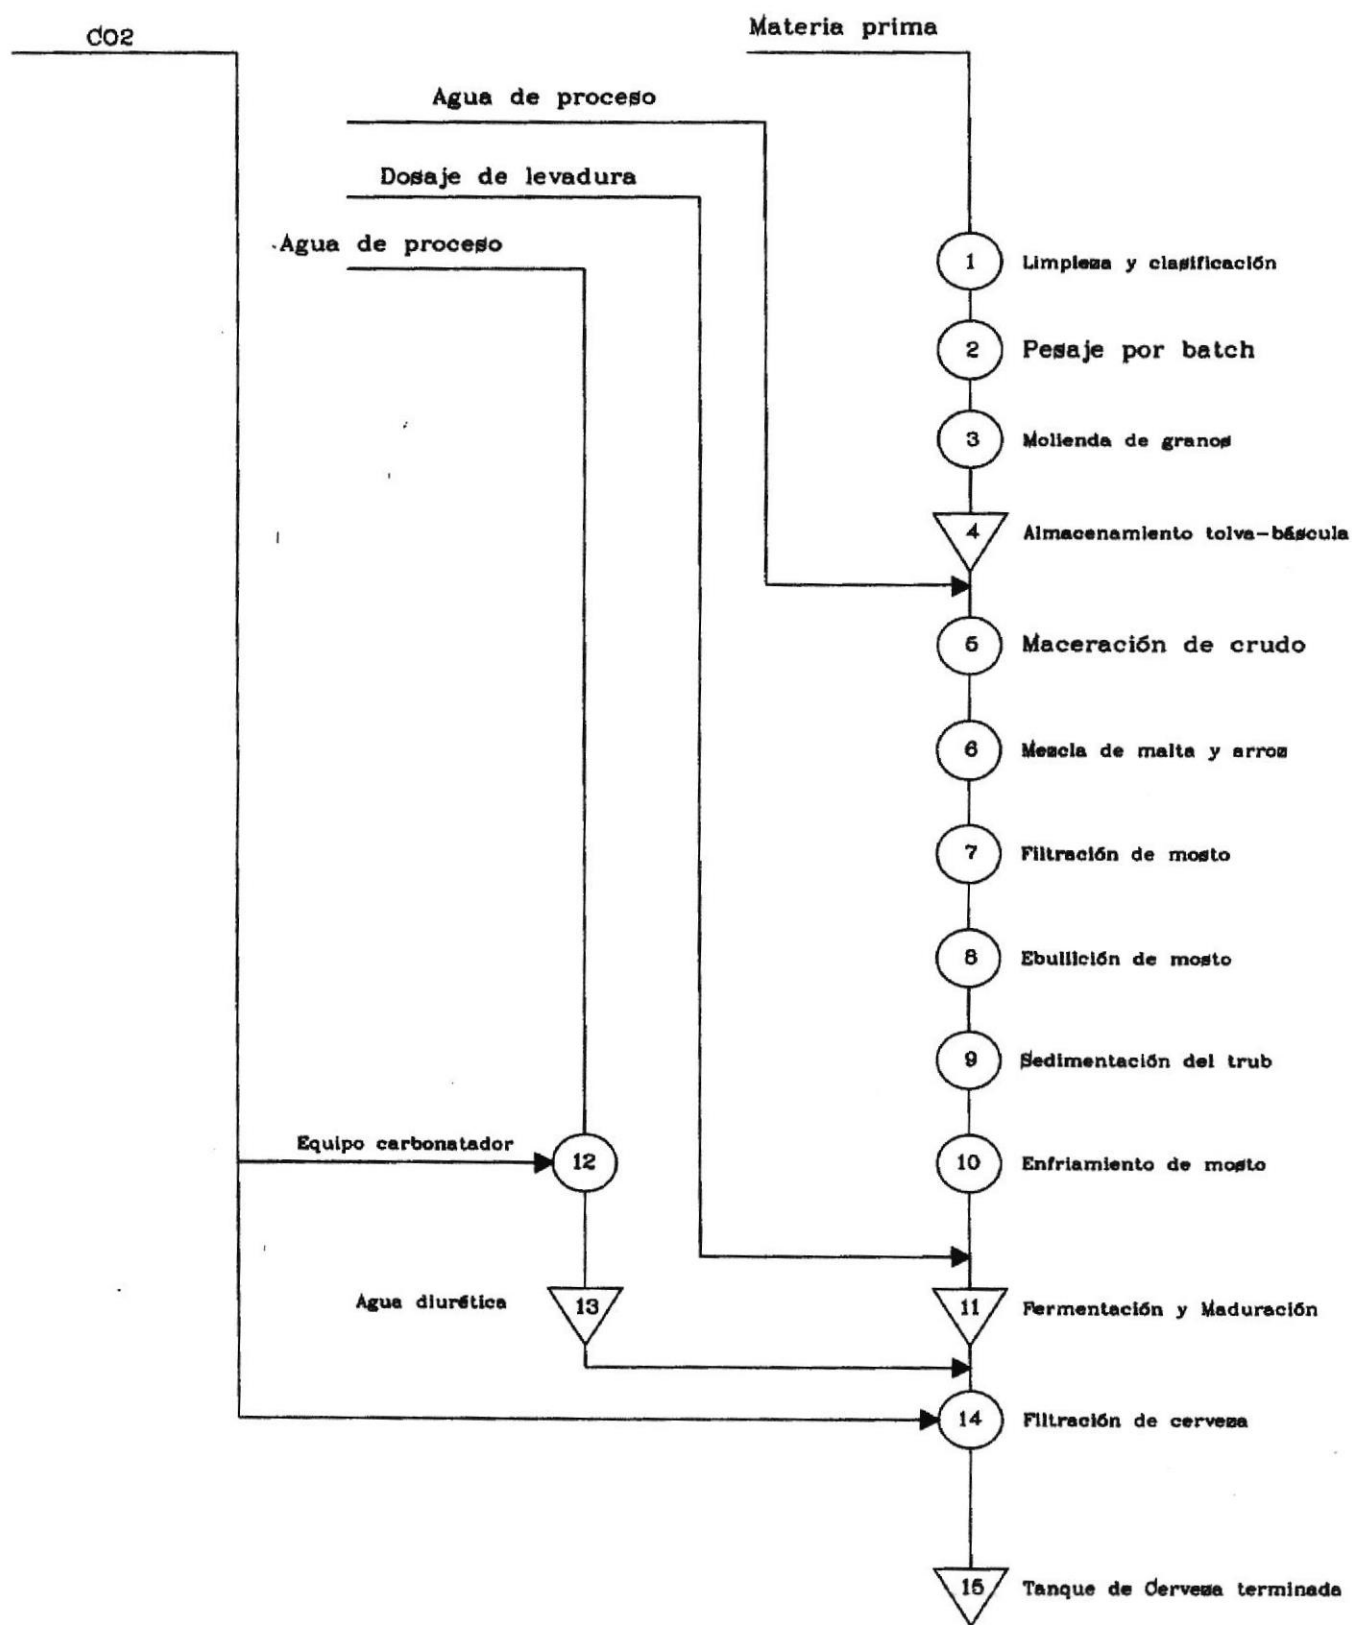 CO2
Materia prima
Agua de proceso
Dosaje de levadura
Agua de proceso
1 Limpieza y clasificación
2 Pesaje por batch
3 Molienda de granos
4 Almacenamiento tolva-báscula
5 Maceración de crudo
6 Mezcla de malta y arroz
7 Filtración de mosto
8 Ebullición de mosto
9 Sedimentación del trub
Equipo carbonatador 12
10 Enfriamiento de mosto
Agua diurética 13
11 Fermentación y Maduración
14 Filtración de cerveza
15 Tanque de Cerveza terminada